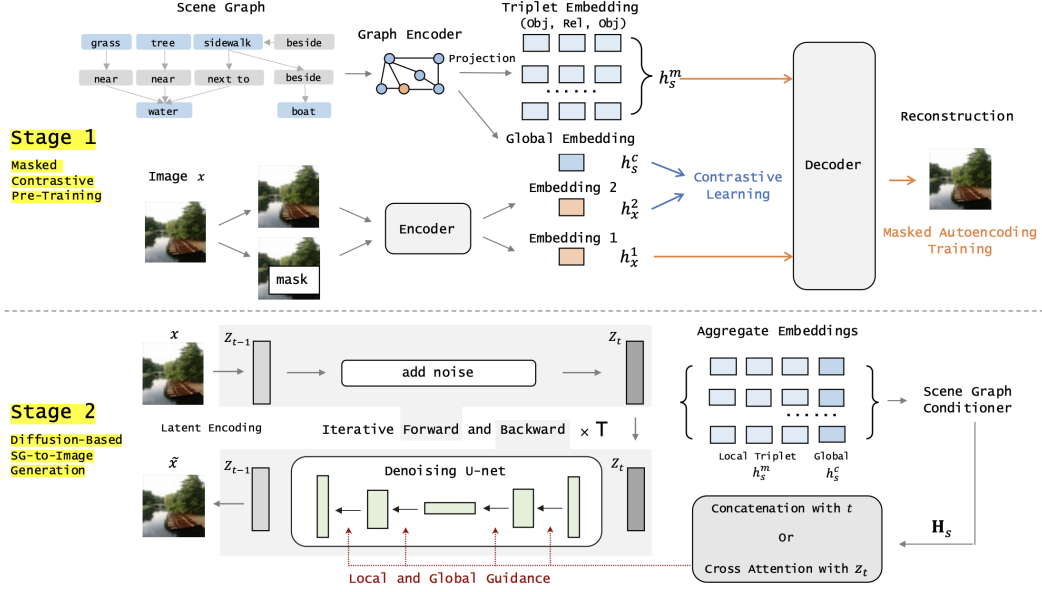 Scene Graph
grass tree sidewalk beside
near near next to beside
water boat
Graph Encoder
Projection
Triplet Embedding
(Obj, Rel, Obj)
......
h_s^m
Global Embedding
h_s^c
Embedding 2
h_x^2
Embedding 1
h_x^1
Contrastive
Learning
Stage 1
Masked
Contrastive
Pre-Training
Image x
mask
Encoder
Decoder
Reconstruction
Masked Autoencoding
Training
Stage 2
Diffusion-Based
SG-to-Image
Generation
x
Z_{t-1}
add noise
Z_t
Latent Encoding
Iterative Forward and Backward × T
x̃
Z_{t-1}
Denoising U-net
Z_t
Local and Global Guidance
Aggregate Embeddings
......
Local Triplet Global
h_s^m h_s^c
Scene Graph
Conditioner
H_s
Concatenation with t
Or
Cross Attention with z_t